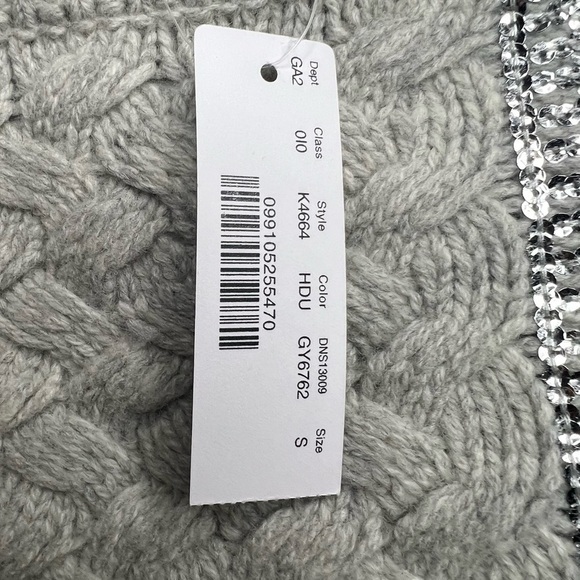 Dept Class Style Color DNS13009 Size
GA2 010 K4664 HDU GY6762 S
099105255470